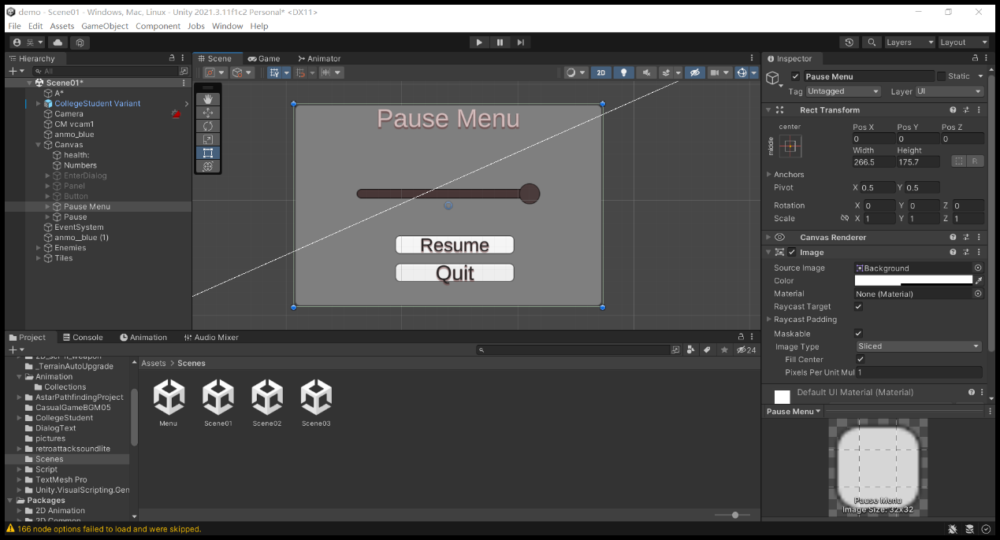 demo - Scene01 - Windows, Mac, Linux - Unity 2021.3.11f1c2 Personal* <DX11>
File Edit Assets GameObject Component Jobs Window Help
Layers Layout
Hierarchy
All
Scene01*
A*
CollegeStudent Variant
Camera
CM vcam1
anmo_blue
Canvas
health:
Numbers
EnterDialog
Panel
Button
Pause Menu
Pause
EventSystem
anmo__blue (1)
Enemies
Tiles
Scene Game Animator
2D
Pause Menu
Resume
Quit
Inspector
Pause Menu Static
Tag Untagged Layer UI
Rect Transform
center
middle
Pos X Pos Y Pos Z
0 0 0
Width Height
266.5 175.7 R
Anchors
Pivot X 0.5 Y 0.5
Rotation X 0 Y 0 Z 0
Scale X 1 Y 1 Z 1
Canvas Renderer
Image
Source Image Background
Color
Material None (Material)
Raycast Target
Raycast Padding
Maskable
Image Type Sliced
Fill Center
Pixels Per Unit Mul 1
Default UI Material (Material)
Pause Menu
Pause Menu
Image Size: 32x32
Project Console Animation Audio Mixer
24
_TerrainAutoUpgrade
Animation
Collections
AstarPathfindingProject
CasualGameBGM05
CollegeStudent
DialogText
pictures
retroattacksoundlite
Scenes
Script
TextMesh Pro
Unity.VisualScripting.Gen
Packages
2D Animation
2D Common
Assets > Scenes
Menu Scene01 Scene02 Scene03
166 node options failed to load and were skipped.